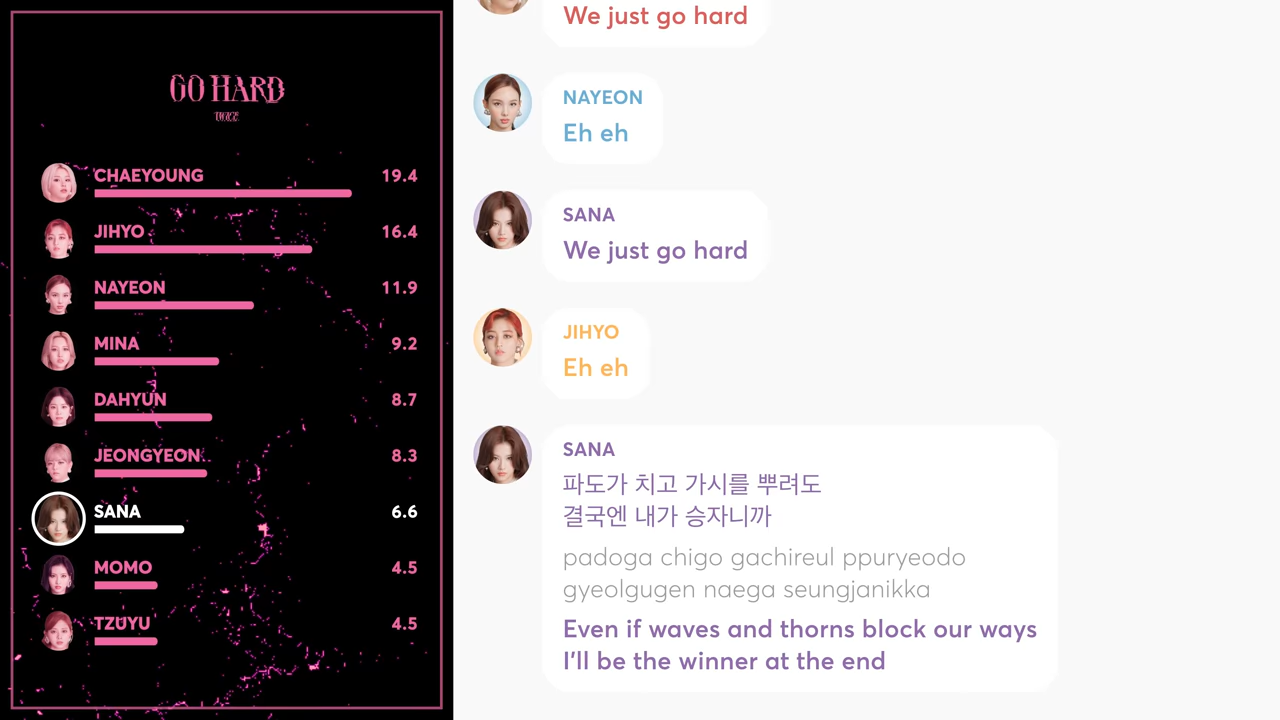 GO HARD
TWICE
CHAEYOUNG 19.4
JIHYO 16.4
NAYEON 11.9
MINA 9.2
DAHYUN 8.7
JEONGYEON 8.3
SANA 6.6
MOMO 4.5
TZUYU 4.5
We just go hard
NAYEON
Eh eh
SANA
We just go hard
JIHYO
Eh eh
SANA
파도가 치고 가시를 뿌려도
결국엔 내가 승자니까
padoga chigo gachireul ppuryeodo
gyeolgugen naega seungjanikka
Even if waves and thorns block our ways
I'll be the winner at the end